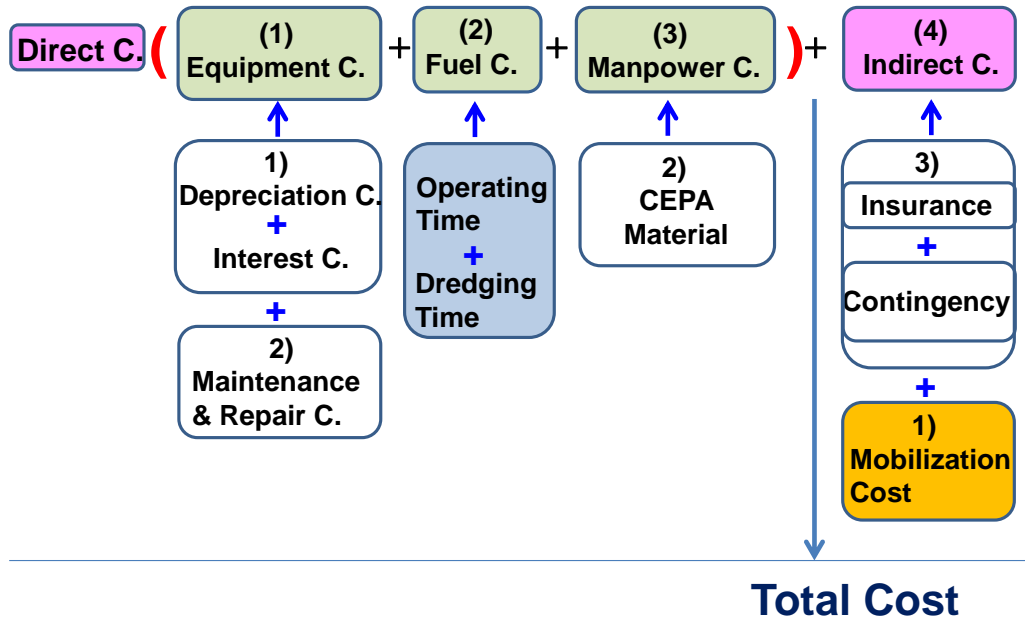 Direct C.
(
(1)
Equipment C.
+
(2)
Fuel C.
+
(3)
Manpower C.
)
+
(4)
Indirect C.
1)
Depreciation C.
+
Interest C.
+
2)
Maintenance
& Repair C.
Operating
Time
+
Dredging
Time
2)
CEPA
Material
3)
Insurance
+
Contingency
+
1)
Mobilization
Cost
Total Cost